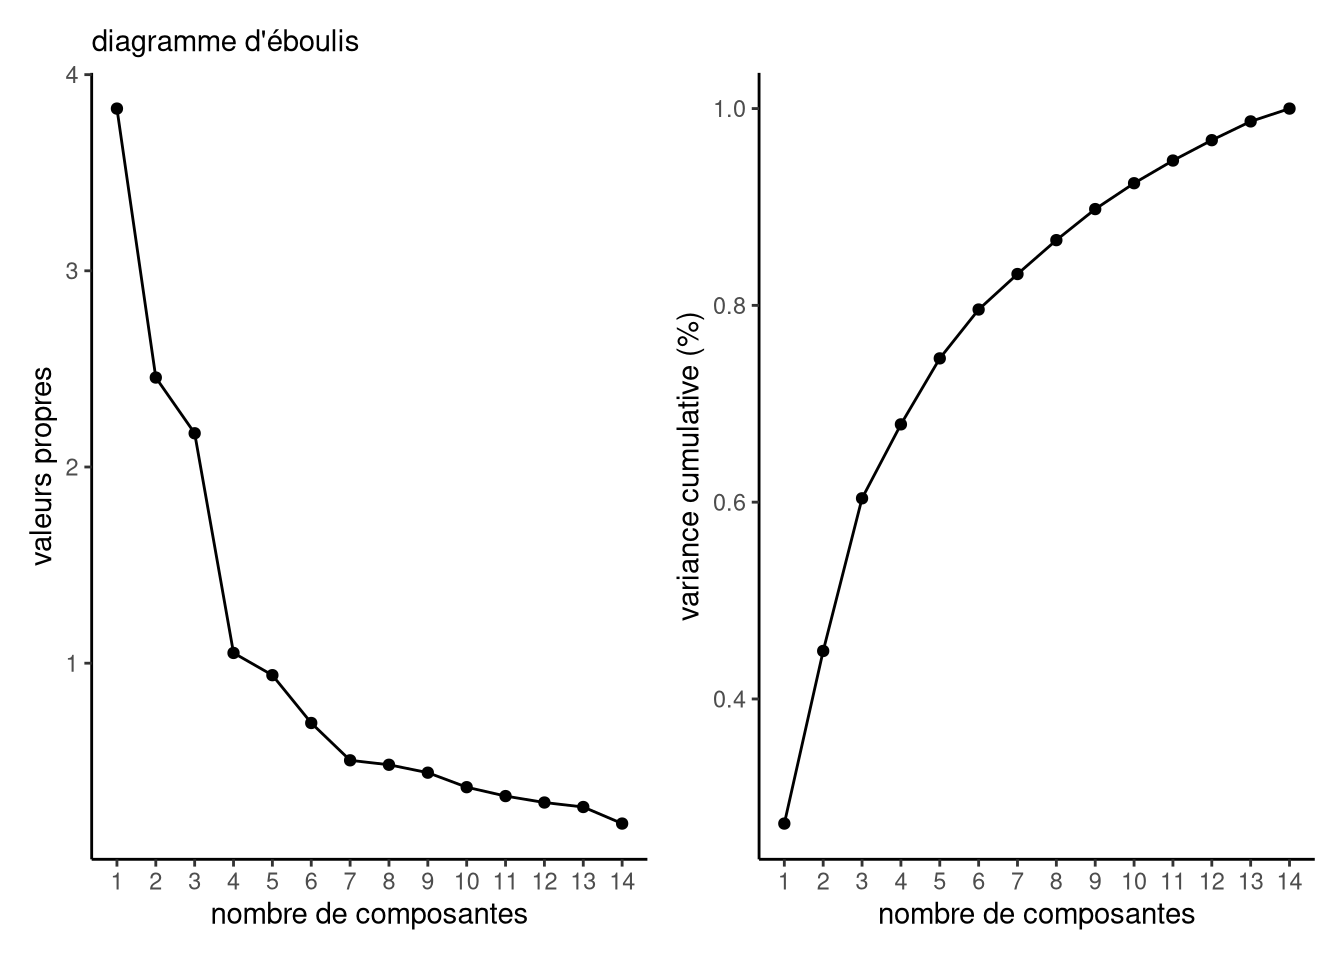 diagramme d'éboulis
valeurs propres
4
3
2
1
1 2 3 4 5 6 7 8 9 10 11 12 13 14
nombre de composantes
variance cumulative (%)
1.0
0.8
0.6
0.4
1 2 3 4 5 6 7 8 9 10 11 12 13 14
nombre de composantes